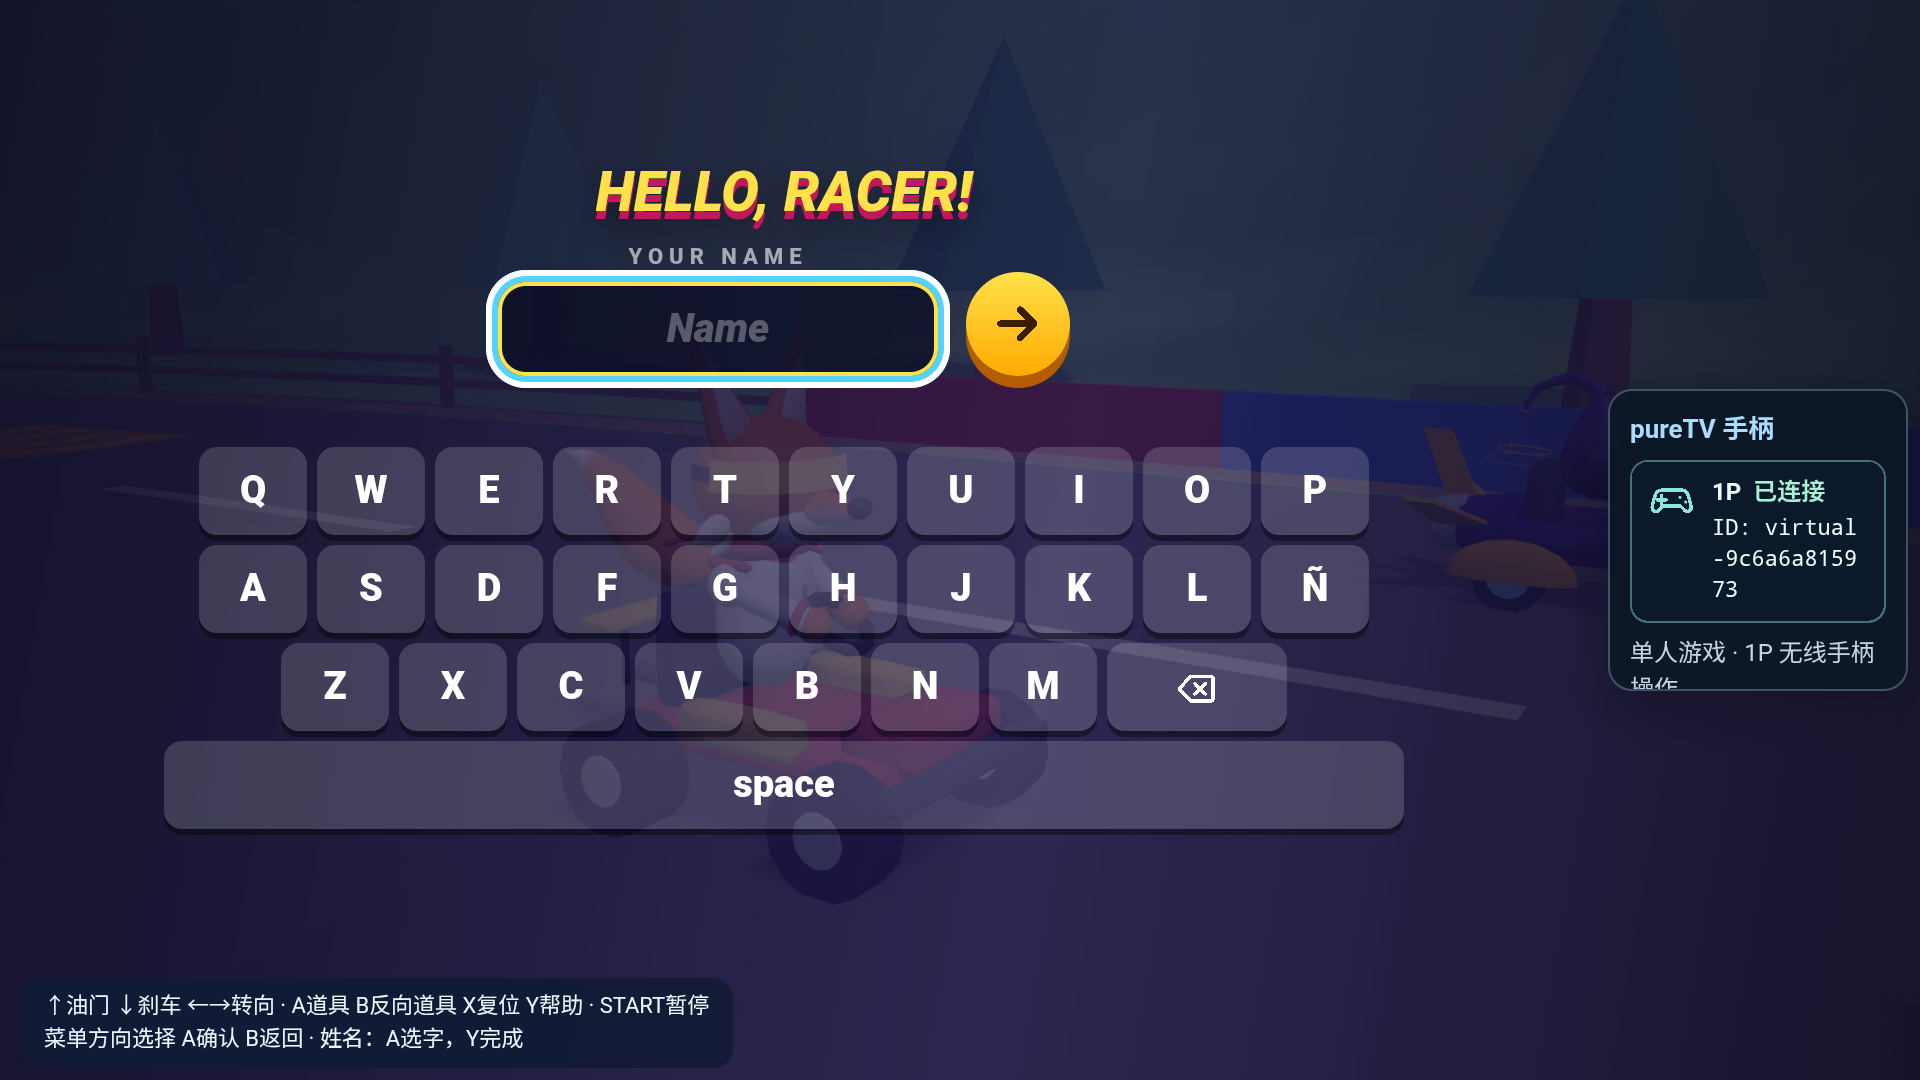 HELLO, RACER!
YOUR NAME
Name
Q W E R T Y U I O P
A S D F G H J K L Ñ
Z X C V B N M
space
pureTV 手柄
1P 已连接
ID: virtual
-9c6a6a8159
73
单人游戏 · 1P 无线手柄
操作
↑油门 ↓刹车 ←→转向 · A道具 B反向道具 X复位 Y帮助 · START暂停
菜单方向选择 A确认 B返回 · 姓名：A选字，Y完成